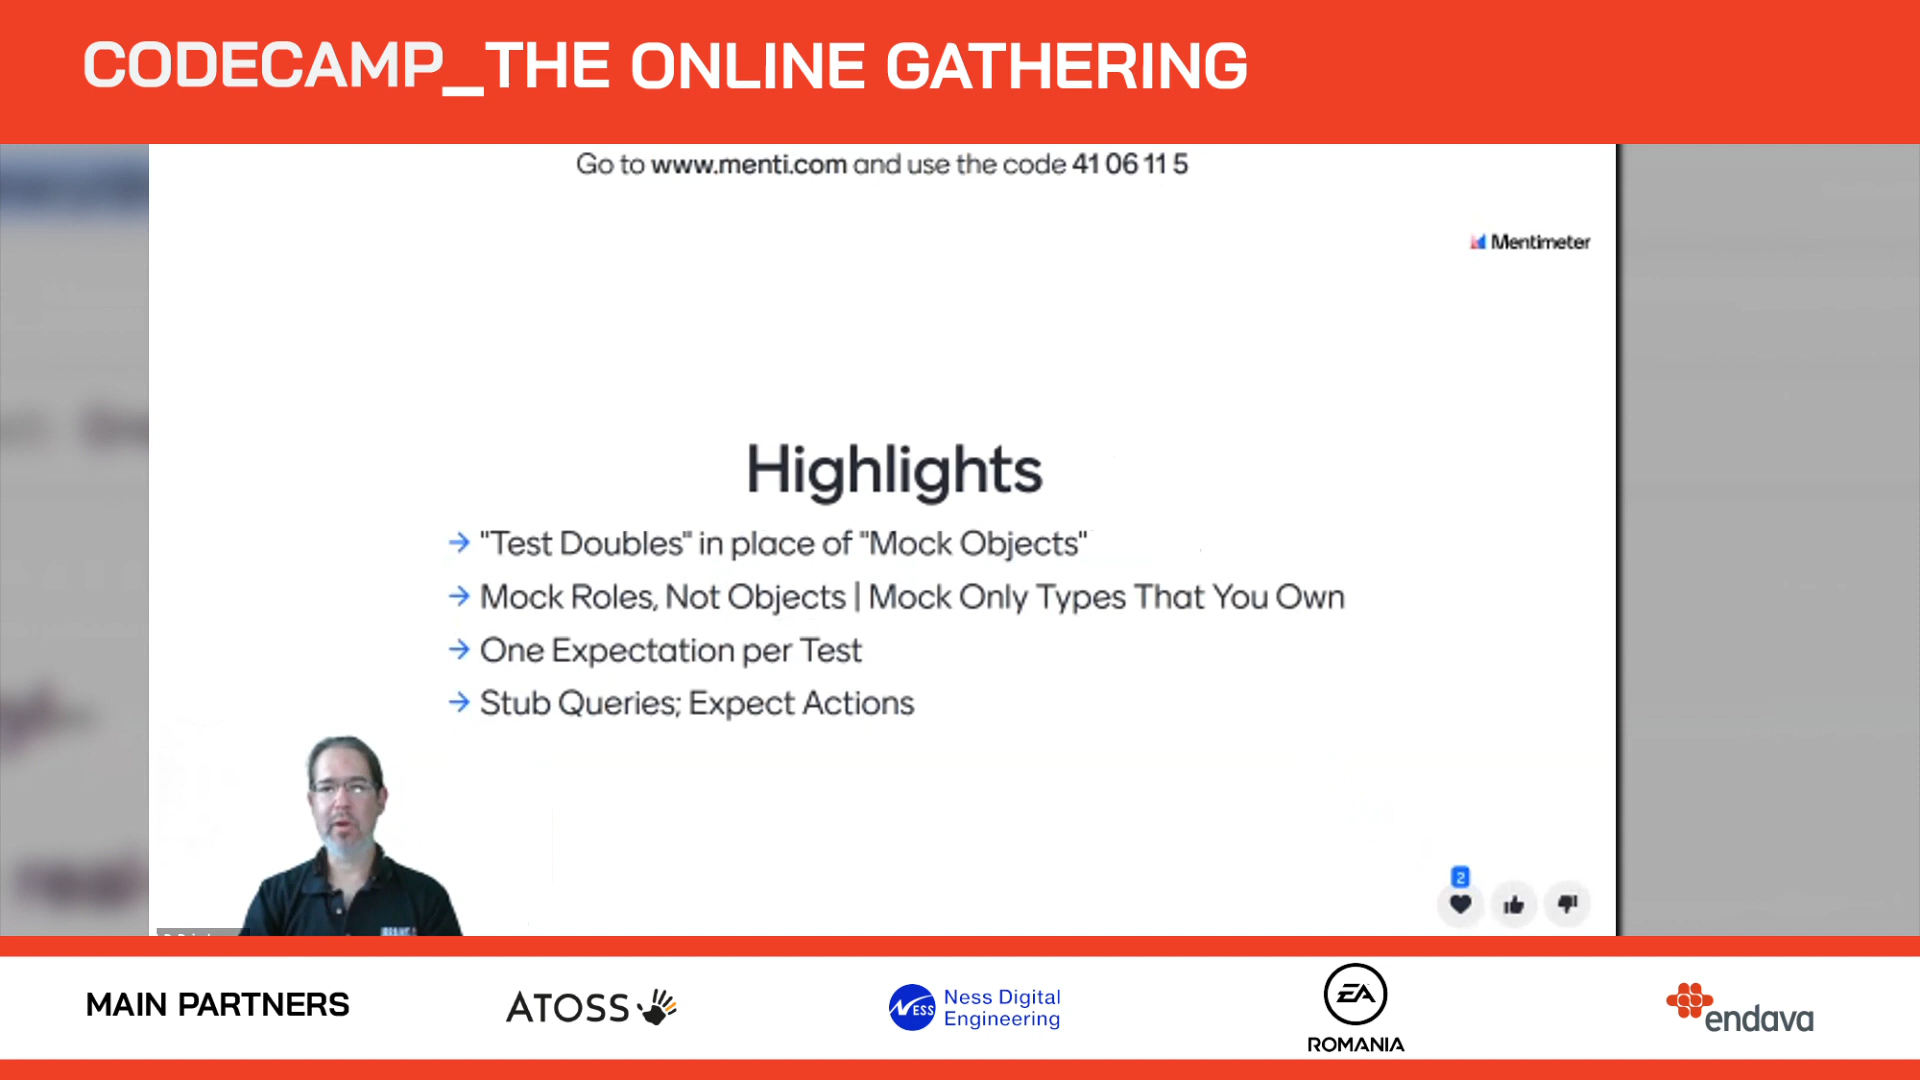 CODECAMP_THE ONLINE GATHERING
Go to www.menti.com and use the code 41 06 11 5
Mentimeter
Highlights
→ "Test Doubles" in place of "Mock Objects"
→ Mock Roles, Not Objects | Mock Only Types That You Own
→ One Expectation per Test
→ Stub Queries; Expect Actions
2
MAIN PARTNERS
ATOSS
NESS
Ness Digital
Engineering
EA
ROMANIA
endava